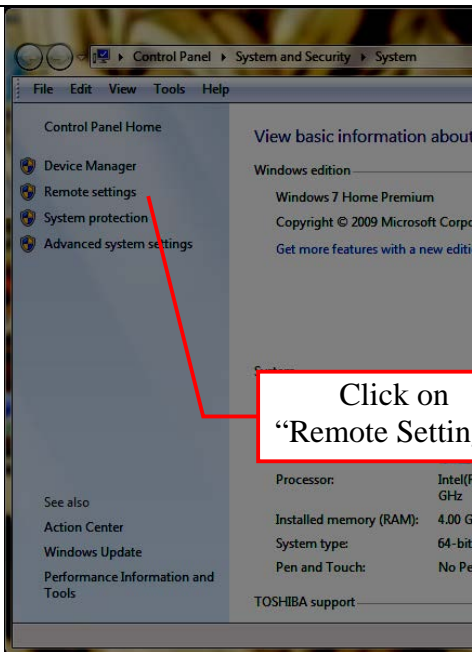 Control Panel ▸ System and Security ▸ System
File Edit View Tools Help
Control Panel Home
Device Manager
Remote settings
System protection
Advanced system settings
See also
Action Center
Windows Update
Performance Information and
Tools
View basic information about
Windows edition
Windows 7 Home Premium
Copyright © 2009 Microsoft Corpo
Get more features with a new editi
System
Click on
“Remote Setting
Processor: Intel(R
GHz
Installed memory (RAM): 4.00 G
System type: 64-bit
Pen and Touch: No Pe
TOSHIBA support